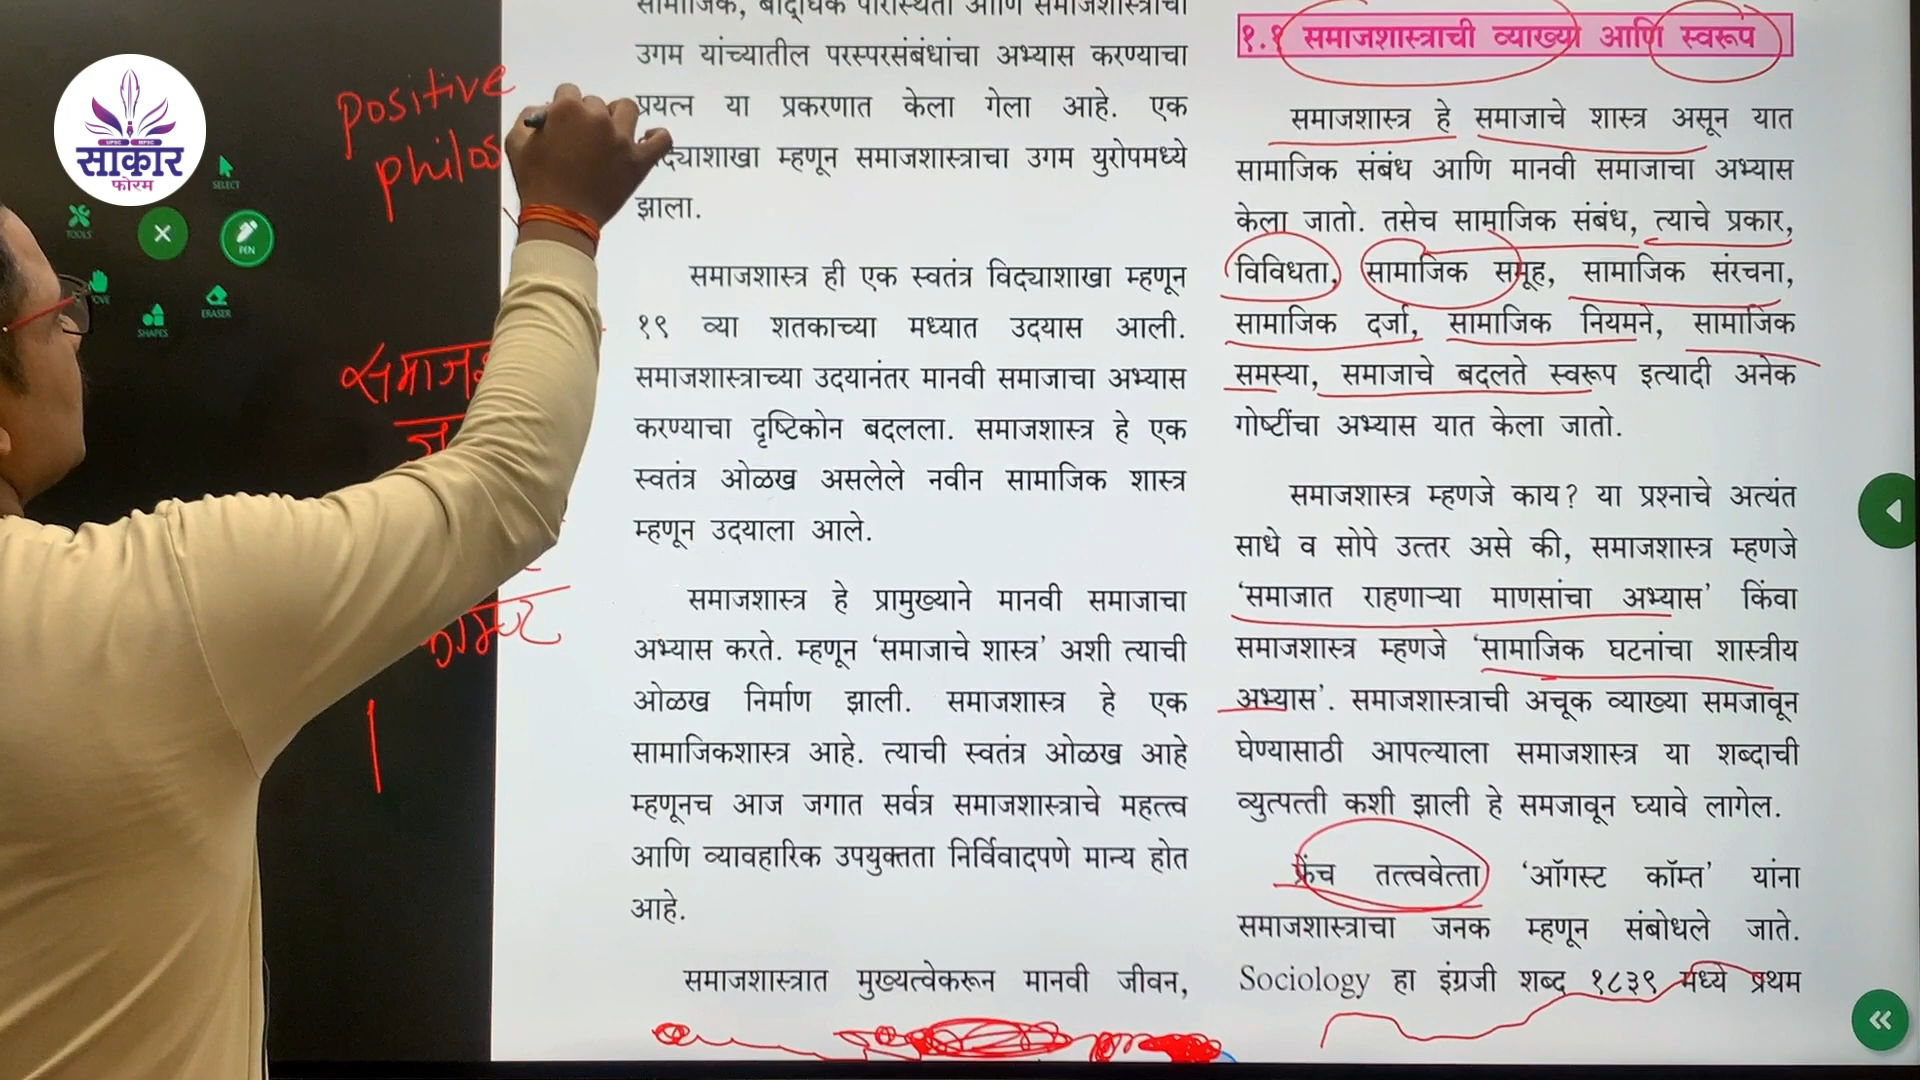 साकार
फोरम
UPSC
MPSC
SELECT
TOOLS
PEN
ERASER
SHAPES
positive
philos
सामाजिक, बौद्धिक परिस्थिती आणि समाजशास्त्राचा
उगम यांच्यातील परस्परसंबंधांचा अभ्यास करण्याचा
प्रयत्न या प्रकरणात केला गेला आहे. एक
म्हणून समाजशास्त्राचा उगम युरोपमध्ये
झाला.
समाजशास्त्र ही एक स्वतंत्र विद्याशाखा म्हणून
१९ व्या शतकाच्या मध्यात उदयास आली.
समाजशास्त्राच्या उदयानंतर मानवी समाजाचा अभ्यास
करण्याचा दृष्टिकोन बदलला. समाजशास्त्र हे एक
स्वतंत्र ओळख असलेले नवीन सामाजिक शास्त्र
म्हणून उदयाला आले.
समाजशास्त्र हे प्रामुख्याने मानवी समाजाचा
अभ्यास करते. म्हणून ‘समाजाचे शास्त्र’ अशी त्याची
ओळख निर्माण झाली. समाजशास्त्र हे एक
सामाजिकशास्त्र आहे. त्याची स्वतंत्र ओळख आहे
म्हणूनच आज जगात सर्वत्र समाजशास्त्राचे महत्त्व
आणि व्यावहारिक उपयुक्तता निर्विवादपणे मान्य होत
आहे.
समाजशास्त्रात मुख्यत्वेकरून मानवी जीवन,
१.१ समाजशास्त्राची व्याख्या आणि स्वरूप
समाजशास्त्र हे समाजाचे शास्त्र असून यात
सामाजिक संबंध आणि मानवी समाजाचा अभ्यास
केला जातो. तसेच सामाजिक संबंध, त्याचे प्रकार,
विविधता, सामाजिक समूह, सामाजिक संरचना,
सामाजिक दर्जा, सामाजिक नियमने, सामाजिक
समस्या, समाजाचे बदलते स्वरूप इत्यादी अनेक
गोष्टींचा अभ्यास यात केला जातो.
समाजशास्त्र म्हणजे काय? या प्रश्नाचे अत्यंत
साधे व सोपे उत्तर असे की, समाजशास्त्र म्हणजे
‘समाजात राहणाऱ्या माणसांचा अभ्यास’ किंवा
समाजशास्त्र म्हणजे ‘सामाजिक घटनांचा शास्त्रीय
अभ्यास’. समाजशास्त्राची अचूक व्याख्या समजावून
घेण्यासाठी आपल्याला समाजशास्त्र या शब्दाची
व्युत्पत्ती कशी झाली हे समजावून घ्यावे लागेल.
फ्रेंच तत्त्ववेत्ता ‘ऑगस्ट कॉम्त’ यांना
समाजशास्त्राचा जनक म्हणून संबोधले जाते.
Sociology हा इंग्रजी शब्द १८३९ मध्ये प्रथम